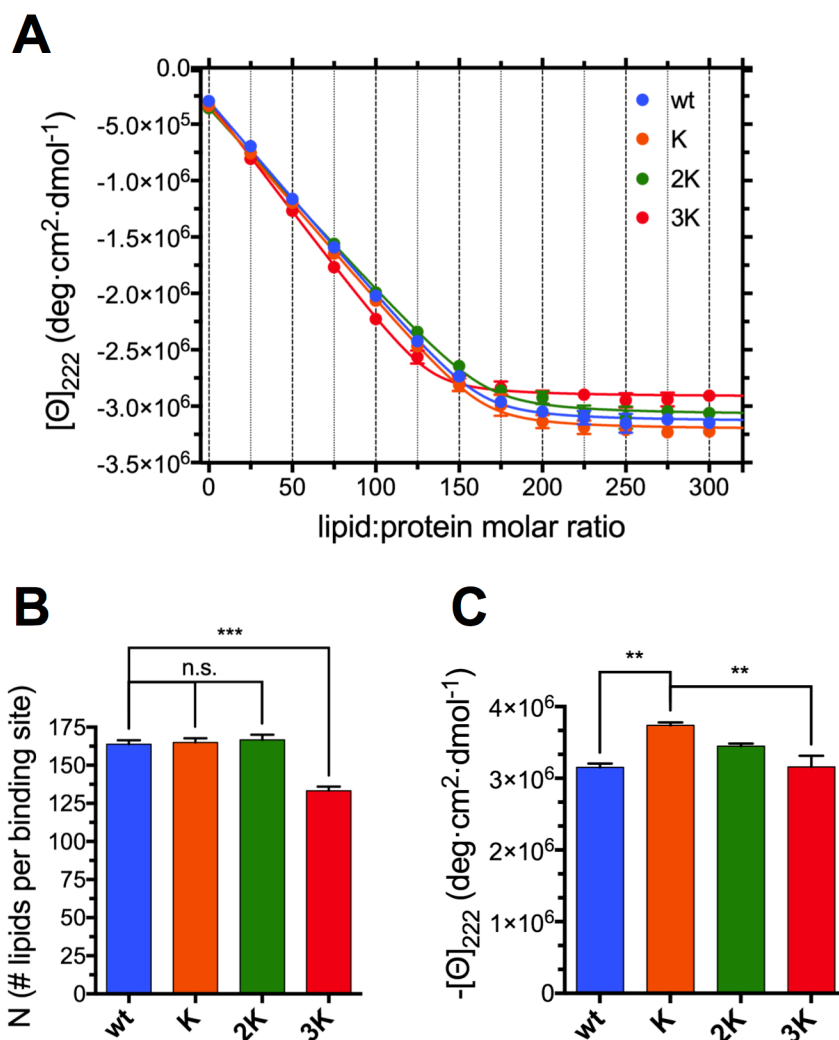 A
[Θ]222 (deg·cm²·dmol⁻¹)
0.0
-5.0×10⁵
-1.0×10⁶
-1.5×10⁶
-2.0×10⁶
-2.5×10⁶
-3.0×10⁶
-3.5×10⁶
wt
K
2K
3K
0 50 100 150 200 250 300
lipid:protein molar ratio
B
N (# lipids per binding site)
***
n.s.
175
150
125
100
75
50
25
0
wt K 2K 3K
C
-[Θ]222 (deg·cm²·dmol⁻¹)
** **
4×10⁶
3×10⁶
2×10⁶
1×10⁶
0
wt K 2K 3K